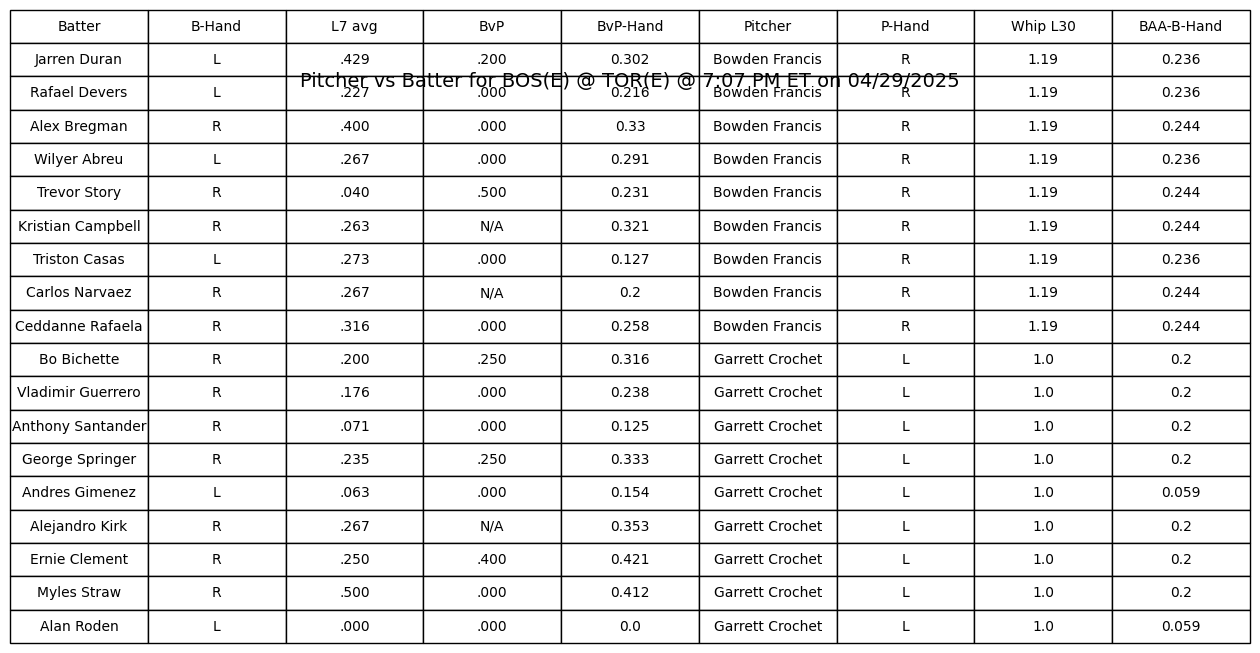 Batter B-Hand L7 avg BvP BvP-Hand Pitcher P-Hand Whip L30 BAA-B-Hand
Jarren Duran L .429 .200 0.302 Bowden Francis R 1.19 0.236
Pitcher vs Batter for BOS(E) @ TOR(E) @ 7:07 PM ET on 04/29/2025
Rafael Devers L .227 .000 0.216 Bowden Francis R 1.19 0.236
Alex Bregman R .400 .000 0.33 Bowden Francis R 1.19 0.244
Wilyer Abreu L .267 .000 0.291 Bowden Francis R 1.19 0.236
Trevor Story R .040 .500 0.231 Bowden Francis R 1.19 0.244
Kristian Campbell R .263 N/A 0.321 Bowden Francis R 1.19 0.244
Triston Casas L .273 .000 0.127 Bowden Francis R 1.19 0.236
Carlos Narvaez R .267 N/A 0.2 Bowden Francis R 1.19 0.244
Ceddanne Rafaela R .316 .000 0.258 Bowden Francis R 1.19 0.244
Bo Bichette R .200 .250 0.316 Garrett Crochet L 1.0 0.2
Vladimir Guerrero R .176 .000 0.238 Garrett Crochet L 1.0 0.2
Anthony Santander R .071 .000 0.125 Garrett Crochet L 1.0 0.2
George Springer R .235 .250 0.333 Garrett Crochet L 1.0 0.2
Andres Gimenez L .063 .000 0.154 Garrett Crochet L 1.0 0.059
Alejandro Kirk R .267 N/A 0.353 Garrett Crochet L 1.0 0.2
Ernie Clement R .250 .400 0.421 Garrett Crochet L 1.0 0.2
Myles Straw R .500 .000 0.412 Garrett Crochet L 1.0 0.2
Alan Roden L .000 .000 0.0 Garrett Crochet L 1.0 0.059